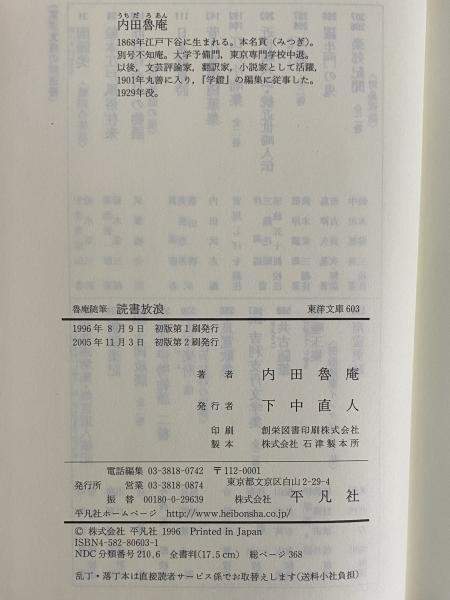 うちだろあん
内田魯庵
1868年江戸下谷に生まれる。本名貢（みつぎ）。
別号不知庵。大学予備門，東京専門学校中退。
以後，文芸評論家，翻訳家，小説家として活躍，
1901年丸善に入り，『学鐙』の編集に従事した。
1929年没。
魯庵随筆 読書放浪 東洋文庫603
1996年8月9日 初版第1刷発行
2005年11月3日 初版第2刷発行
著者 内田魯庵
発行者 下中直人
印刷 創栄図書印刷株式会社
製本 株式会社 石津製本所
電話編集 03-3818-0742 〒112-0001
発行所 営業 03-3818-0874 東京都文京区白山2-29-4
振替 00180-0-29639 株式会社 平凡社
平凡社ホームページ http://www.heibonsha.co.jp/
© 株式会社 平凡社 1996 Printed in Japan
ISBN4-582-80603-1
NDC分類番号210.6 全書判(17.5cm) 総ページ368
乱丁・落丁本は直接読者サービス係でお取替えします(送料小社負担)